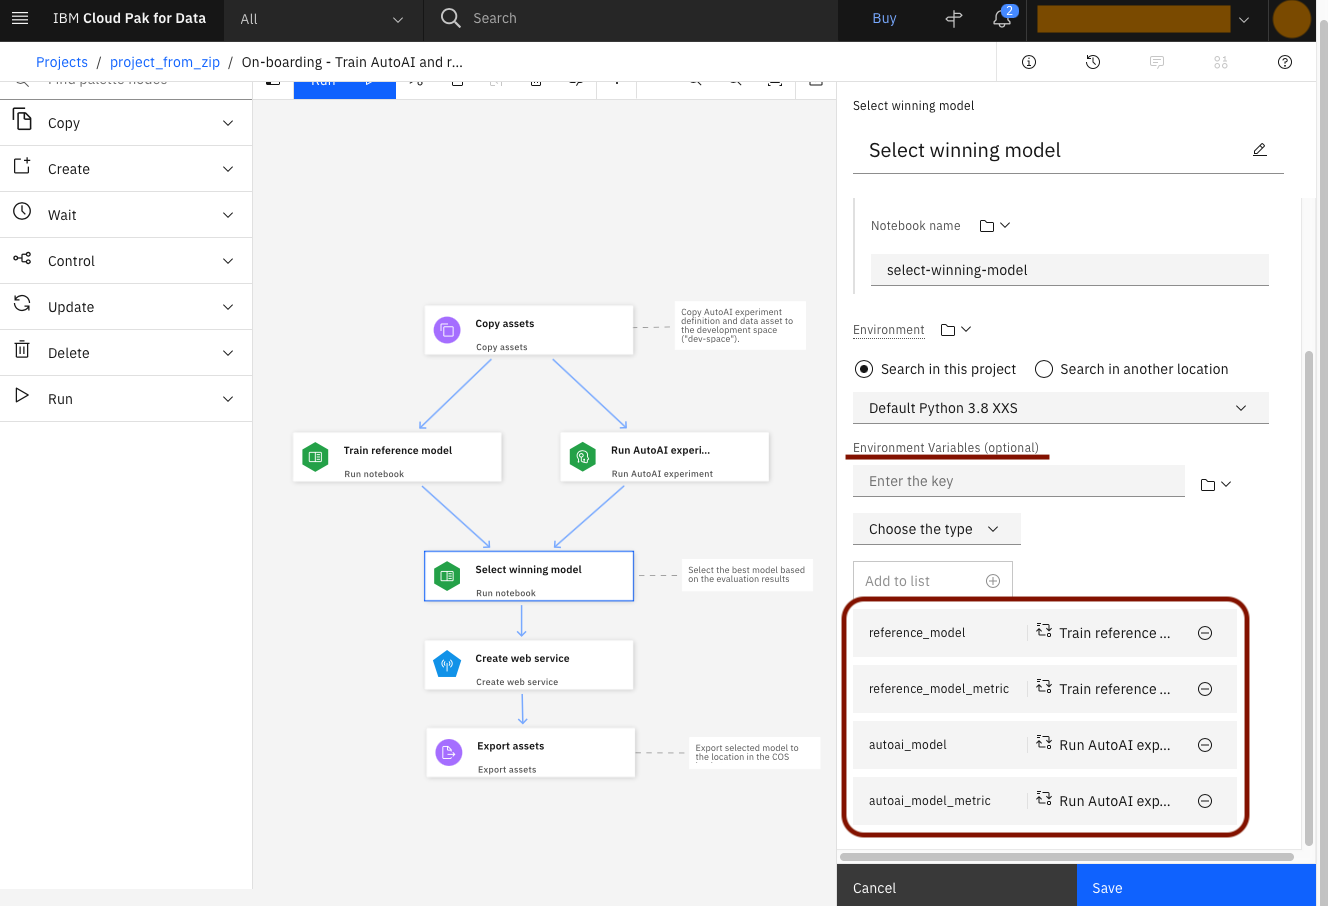 IBM Cloud Pak for Data
All
Search
Buy
2
Projects / project_from_zip / On-boarding - Train AutoAI and r...
Find palette nodes
Run
Copy
Create
Wait
Control
Update
Delete
Run
Copy assets
Copy assets
Copy AutoAI experiment
definition and data asset to
the development space
("dev-space").
Train reference model
Run notebook
Run AutoAI experi...
Run AutoAI experiment
Select winning model
Run notebook
Select the best model based
on the evaluation results
Create web service
Create web service
Export assets
Export assets
Export selected model to
the location in the COS
Select winning model
Select winning model
Notebook name
select-winning-model
Environment
Search in this project
Search in another location
Default Python 3.8 XXS
Environment Variables (optional)
Enter the key
Choose the type
Add to list
reference_model
Train reference ...
reference_model_metric
Train reference ...
autoai_model
Run AutoAI exp...
autoai_model_metric
Run AutoAI exp...
Cancel
Save